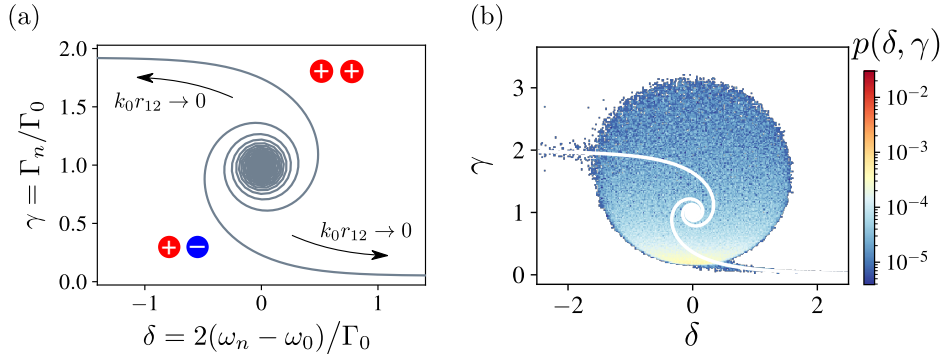 (a)
2.0
1.5
1.0
0.5
0.0
γ = Γₙ/Γ₀
+ +
k₀r₁₂ → 0
k₀r₁₂ → 0
+ −
−1 0 1
δ = 2(ωₙ − ω₀)/Γ₀
(b)
p(δ, γ)
3
2
1
0
γ
−2 0 2
δ
10⁻²
10⁻³
10⁻⁴
10⁻⁵